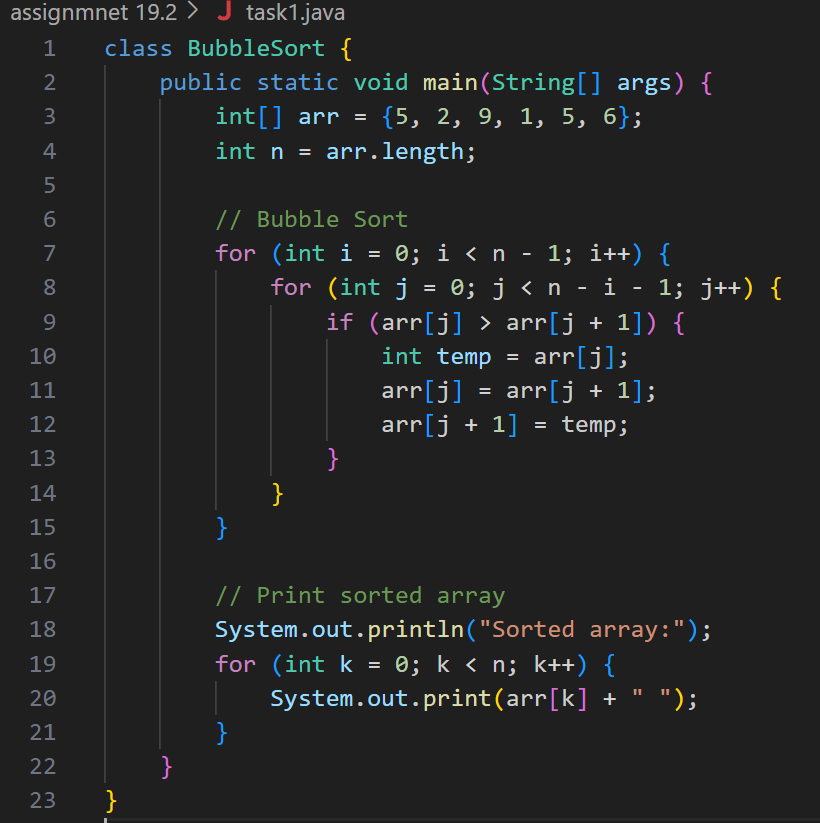 assignmnet 19.2 > J task1.java
1 class BubbleSort {
2     public static void main(String[] args) {
3         int[] arr = {5, 2, 9, 1, 5, 6};
4         int n = arr.length;
5
6         // Bubble Sort
7         for (int i = 0; i < n - 1; i++) {
8             for (int j = 0; j < n - i - 1; j++) {
9                 if (arr[j] > arr[j + 1]) {
10                     int temp = arr[j];
11                     arr[j] = arr[j + 1];
12                     arr[j + 1] = temp;
13                 }
14             }
15         }
16
17         // Print sorted array
18         System.out.println("Sorted array:");
19         for (int k = 0; k < n; k++) {
20             System.out.print(arr[k] + " ");
21         }
22     }
23 }